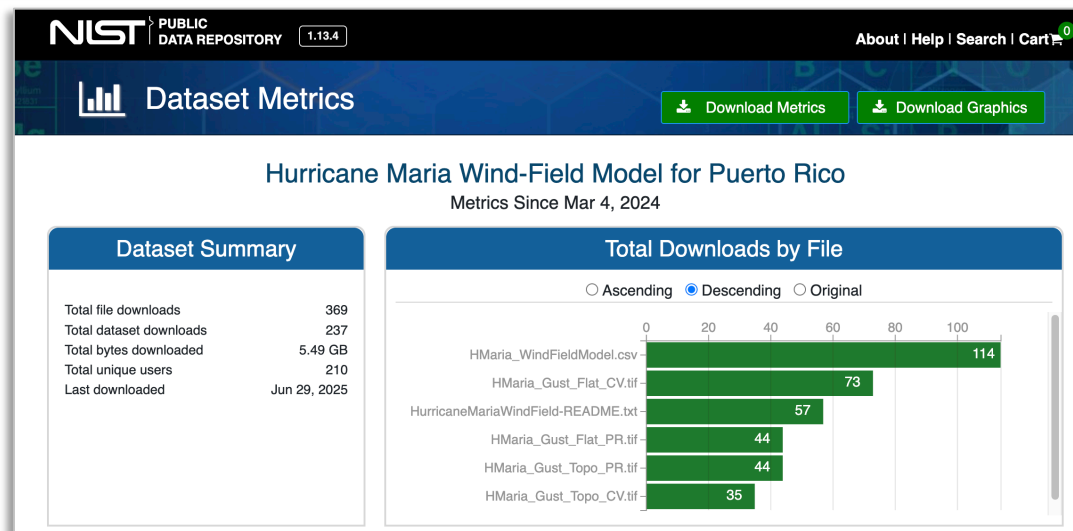 NIST PUBLIC
DATA REPOSITORY 1.13.4
About | Help | Search | Cart 0
Dataset Metrics
Download Metrics
Download Graphics
Hurricane Maria Wind-Field Model for Puerto Rico
Metrics Since Mar 4, 2024
Dataset Summary
Total file downloads 369
Total dataset downloads 237
Total bytes downloaded 5.49 GB
Total unique users 210
Last downloaded Jun 29, 2025
Total Downloads by File
Ascending Descending Original
0 20 40 60 80 100
HMaria_WindFieldModel.csv 114
HMaria_Gust_Flat_CV.tif 73
HurricaneMariaWindField-README.txt 57
HMaria_Gust_Flat_PR.tif 44
HMaria_Gust_Topo_PR.tif 44
HMaria_Gust_Topo_CV.tif 35